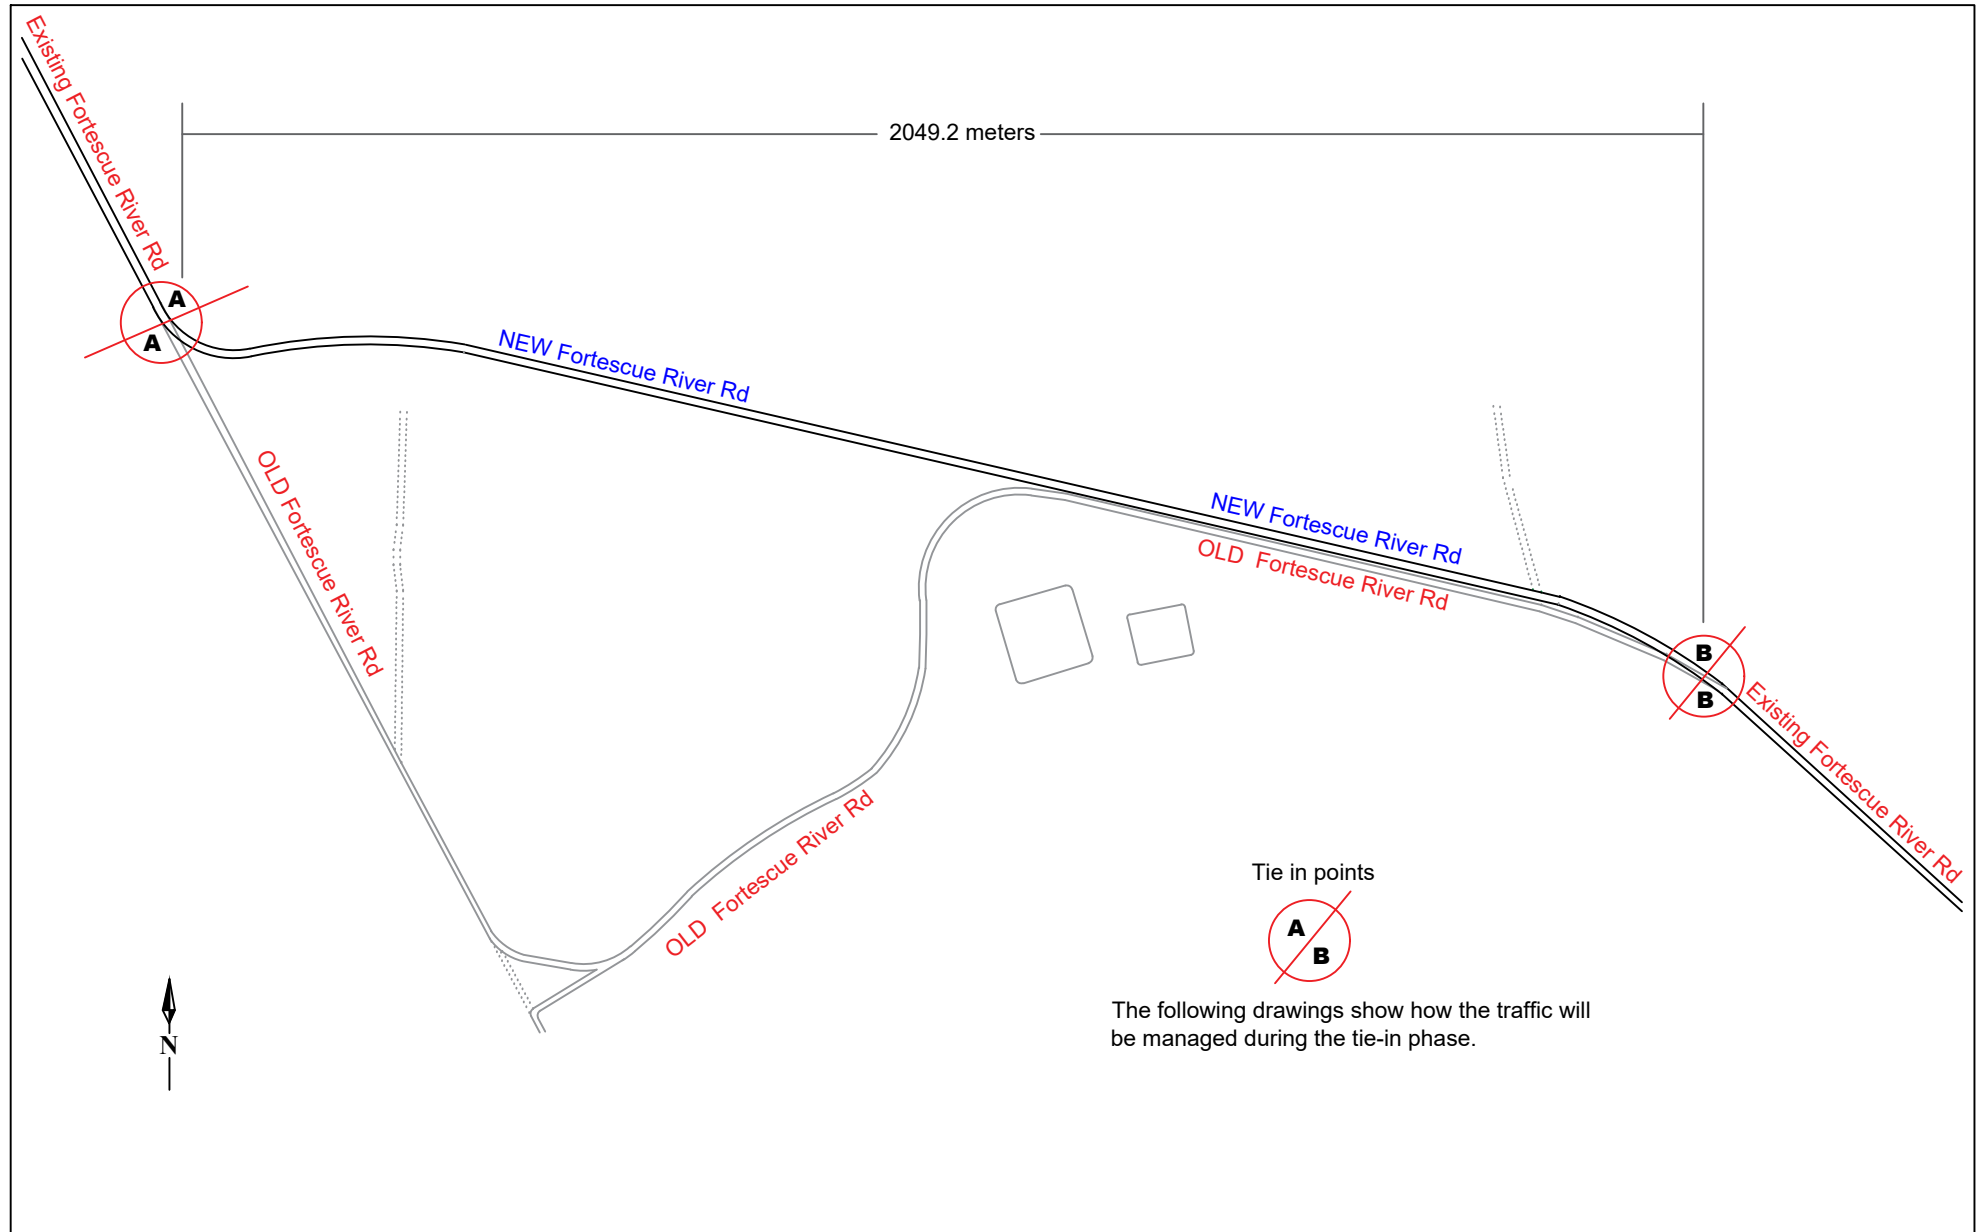 Existing Fortescue River Rd
2049.2 meters
A
A
NEW Fortescue River Rd
OLD Fortescue River Rd
NEW Fortescue River Rd
OLD Fortescue River Rd
B
B
Existing Fortescue River Rd
OLD Fortescue River Rd
Tie in points
A
B
The following drawings show how the traffic will
be managed during the tie-in phase.
N